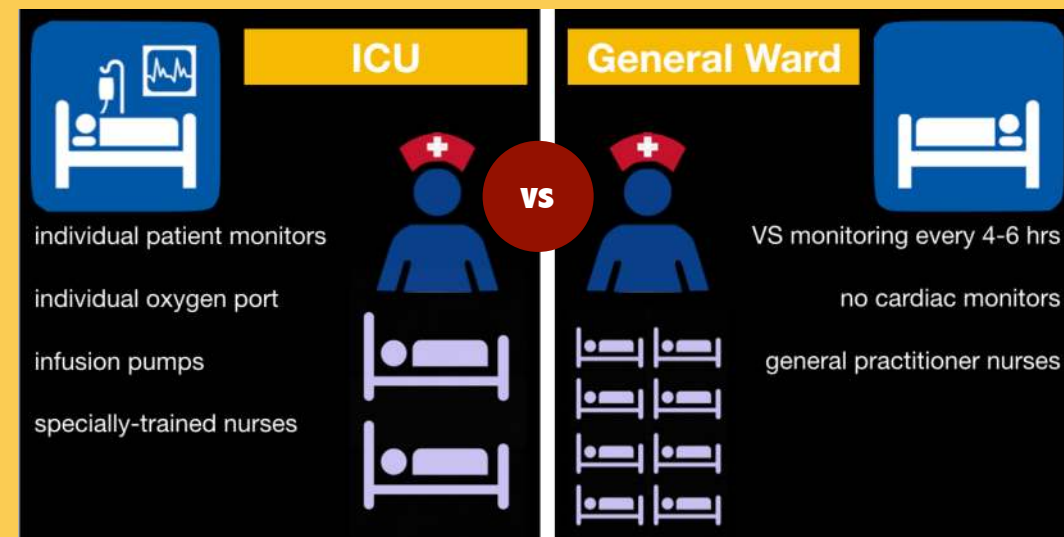 ICU
individual patient monitors
individual oxygen port
infusion pumps
specially-trained nurses
vs
General Ward
VS monitoring every 4-6 hrs
no cardiac monitors
general practitioner nurses